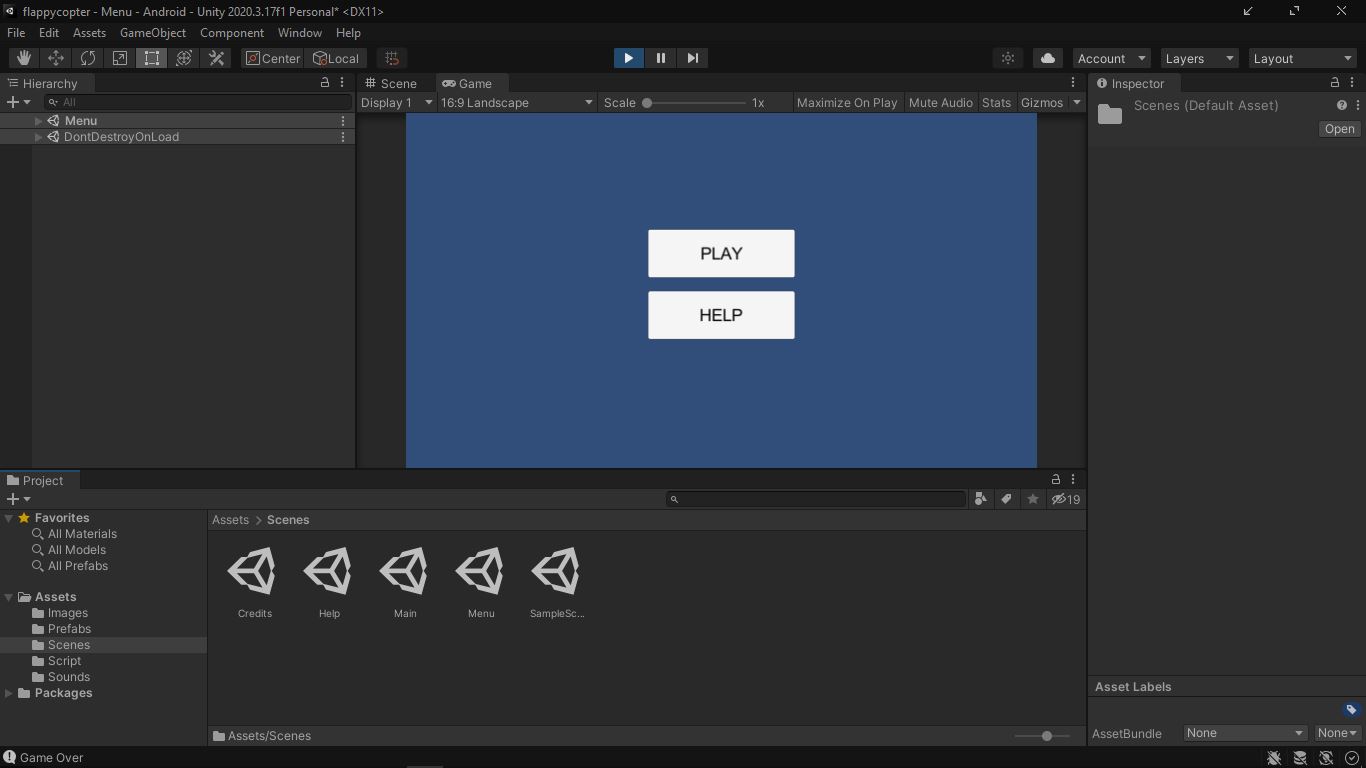 flappycopter - Menu - Android - Unity 2020.3.17f1 Personal* <DX11>
File Edit Assets GameObject Component Window Help
Center Local Account Layers Layout
Hierarchy Scene Game Inspector
All Display 1 16:9 Landscape Scale 1x Maximize On Play Mute Audio Stats Gizmos Scenes (Default Asset)
Menu
Open
DontDestroyOnLoad
PLAY
HELP
Project
19
Favorites Assets > Scenes
All Materials
All Models
All Prefabs
Assets
Images Credits Help Main Menu SampleSc...
Prefabs
Scenes
Script
Sounds
Packages
Asset Labels
Assets/Scenes
AssetBundle None None
Game Over